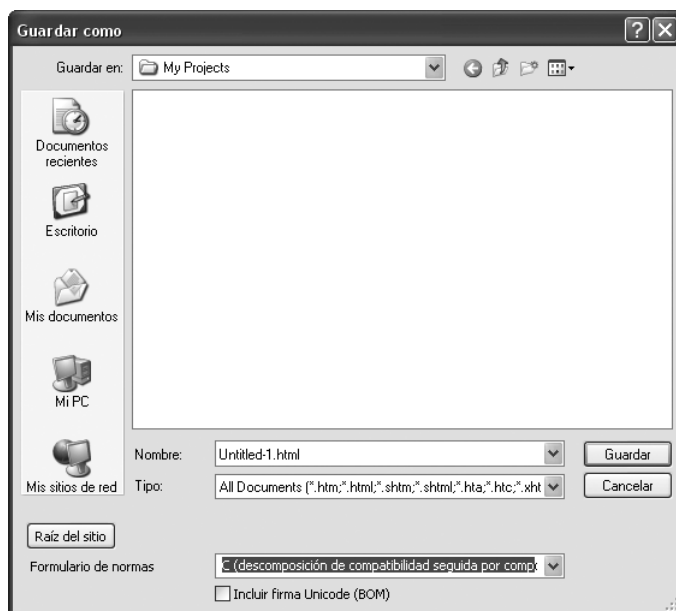 Guardar como
Guardar en:
My Projects
Documentos
recientes
Escritorio
Mis documentos
Mi PC
Mis sitios de red
Nombre:
Untitled-1.html
Guardar
Tipo:
All Documents (*.htm;*.html;*.shtm;*.shtml;*.hta;*.htc;*.xht
Cancelar
Raíz del sitio
Formulario de normas
C (descomposición de compatibilidad seguida por comp
Incluir firma Unicode (BOM)